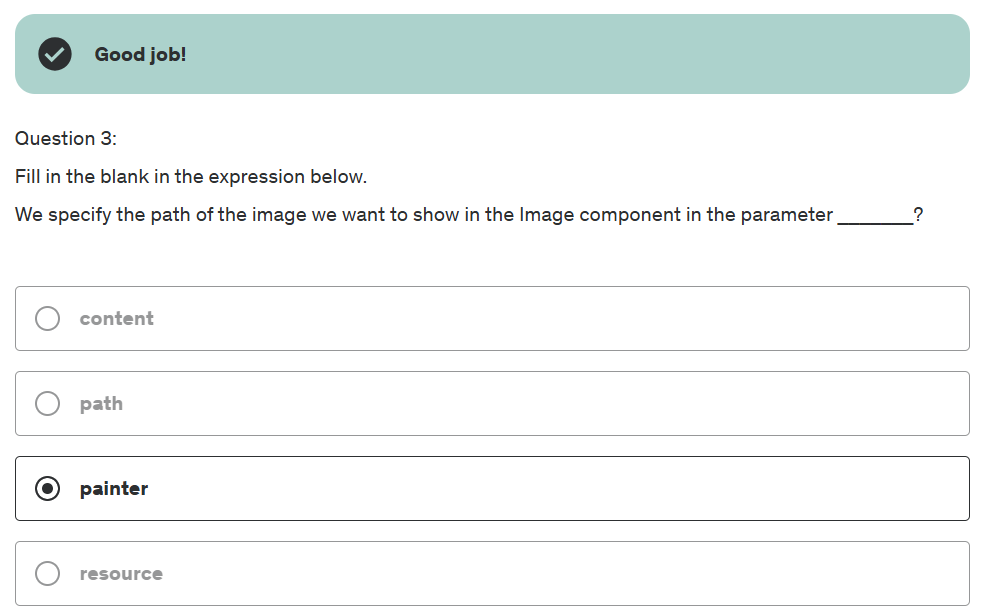 Good job!
Question 3:
Fill in the blank in the expression below.
We specify the path of the image we want to show in the Image component in the parameter ________?
content
path
painter
resource